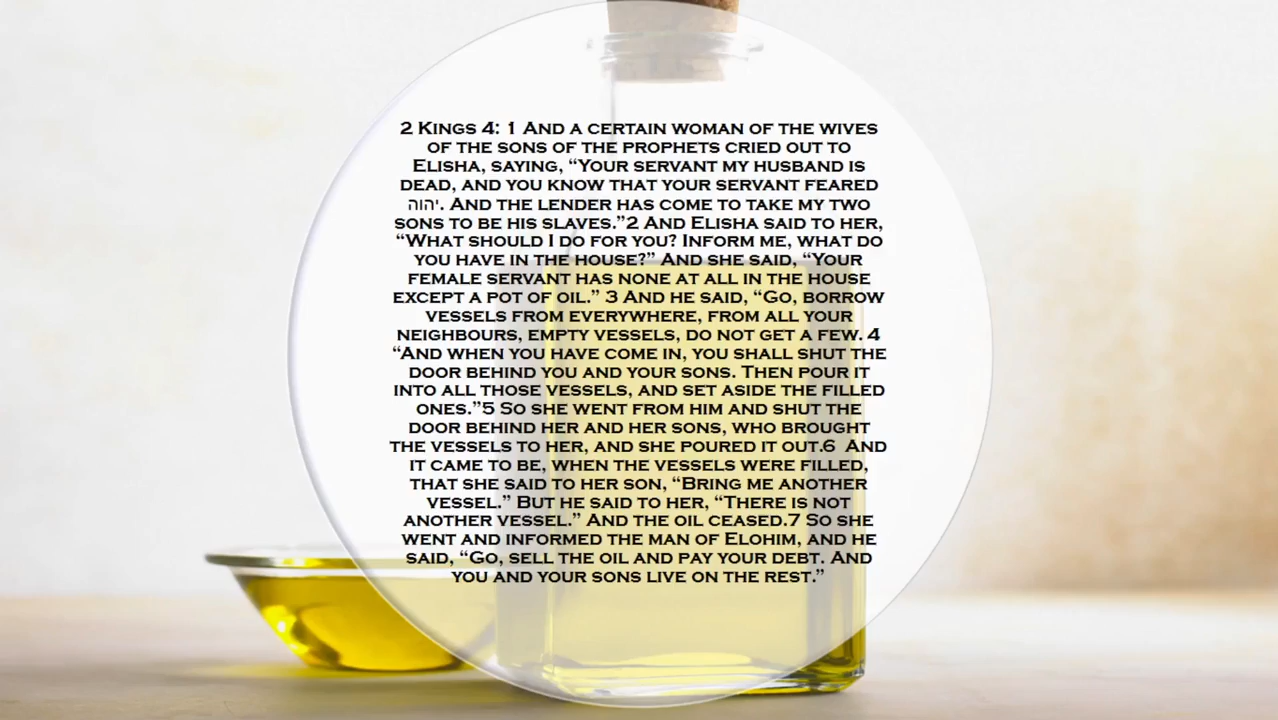 2 Kings 4: 1 And a certain woman of the wives
of the sons of the prophets cried out to
Elisha, saying, “Your servant my husband is
dead, and you know that your servant feared
יהוה. And the lender has come to take my two
sons to be his slaves.”2 And Elisha said to her,
“What should I do for you? Inform me, what do
you have in the house?” And she said, “Your
female servant has none at all in the house
except a pot of oil.” 3 And he said, “Go, borrow
vessels from everywhere, from all your
neighbours, empty vessels, do not get a few. 4
“And when you have come in, you shall shut the
door behind you and your sons. Then pour it
into all those vessels, and set aside the filled
ones.”5 So she went from him and shut the
door behind her and her sons, who brought
the vessels to her, and she poured it out.6  And
it came to be, when the vessels were filled,
that she said to her son, “Bring me another
vessel.” But he said to her, “There is not
another vessel.” And the oil ceased.7 So she
went and informed the man of Elohim, and he
said, “Go, sell the oil and pay your debt. And
you and your sons live on the rest.”